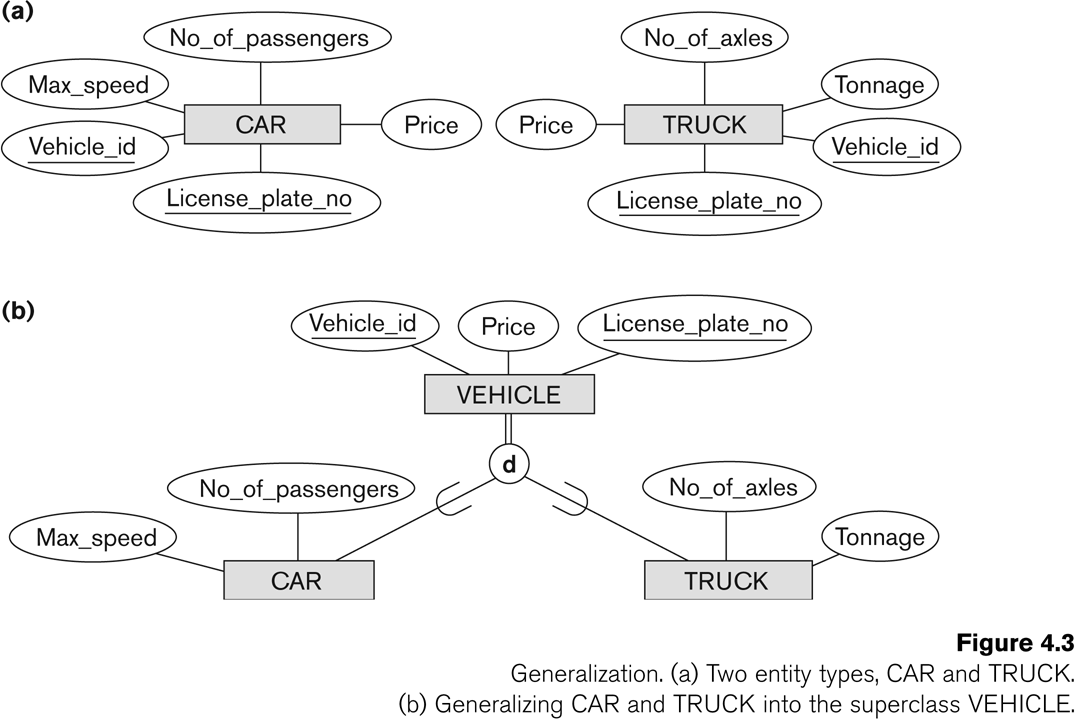 (a)
No_of_passengers
No_of_axles
Max_speed
Tonnage
CAR
Price
Price
TRUCK
Vehicle_id
Vehicle_id
License_plate_no
License_plate_no
(b)
Vehicle_id
Price
License_plate_no
VEHICLE
d
No_of_passengers
No_of_axles
Max_speed
Tonnage
CAR
TRUCK
Figure 4.3
Generalization. (a) Two entity types, CAR and TRUCK.
(b) Generalizing CAR and TRUCK into the superclass VEHICLE.